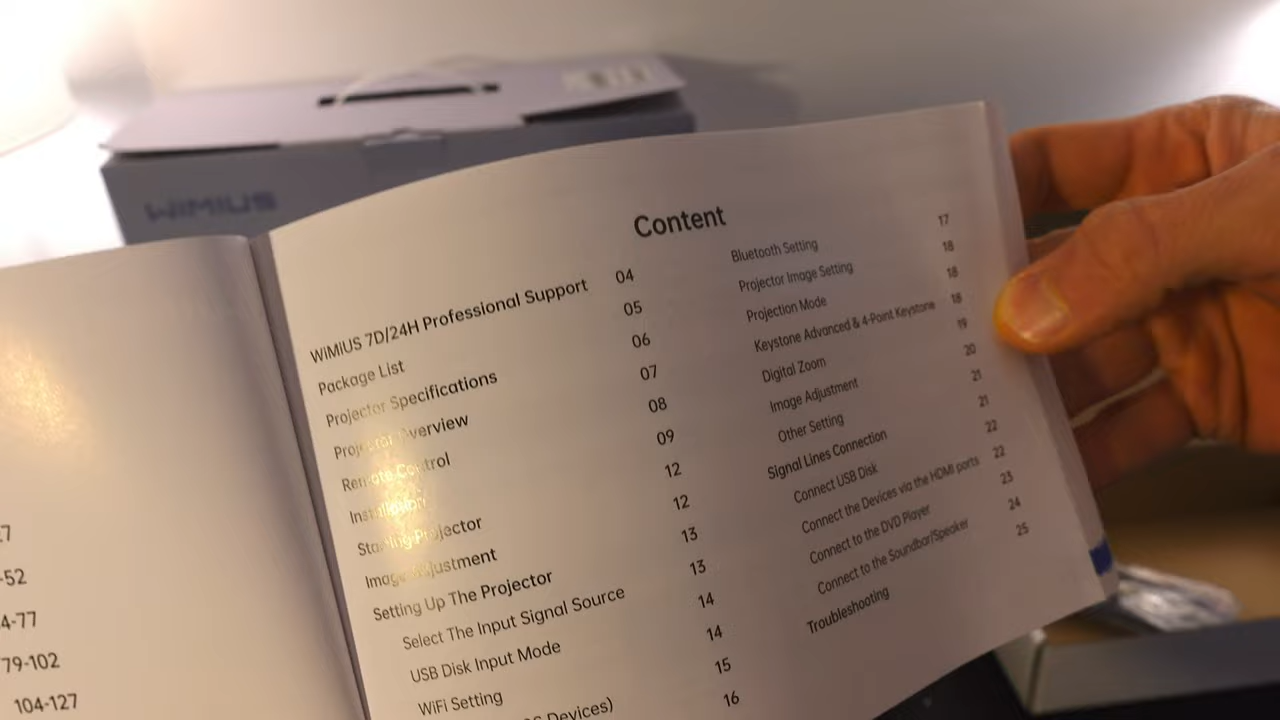 WIMIUS
Content
WIMIUS 7D/24H Professional Support 04
Package List 05
Projector Specifications 06
Projector Overview 07
Remote Control 08
Installation 09
Starting Projector 12
Image Adjustment 12
Setting Up The Projector 13
Select The Input Signal Source 13
USB Disk Input Mode 14
WiFi Setting 14
Devices) 15
16
Bluetooth Setting 17
Projector Image Setting 18
Projection Mode 18
Keystone Advanced & 4-Point Keystone 18
Digital Zoom 19
Image Adjustment 20
Other Setting 21
Signal Lines Connection 21
Connect USB Disk 22
Connect the Devices via the HDMI ports 22
Connect to the DVD Player 23
Connect to the Soundbar/Speaker 24
Troubleshooting 25
-52
4-77
79-102
104-127